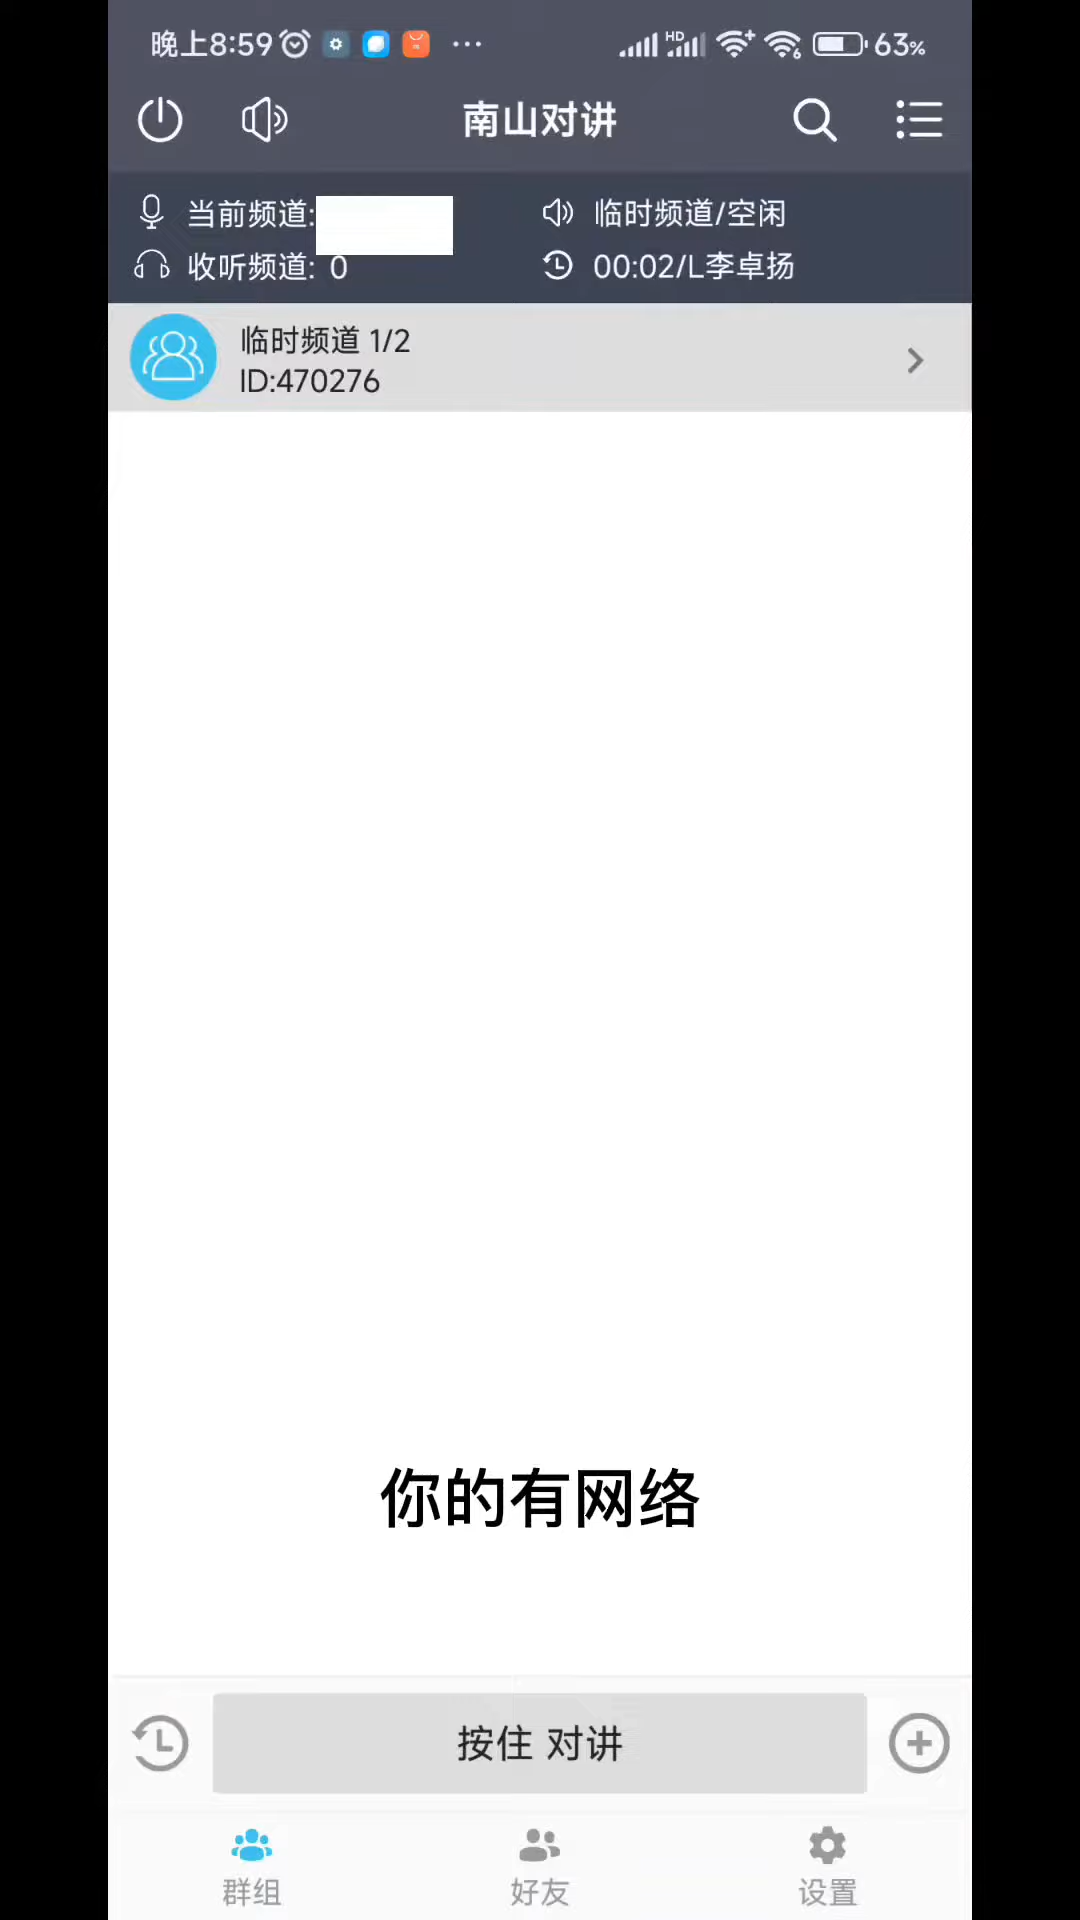 晚上8:59
HD
6
63%
南山对讲
当前频道:
临时频道/空闲
收听频道: 0
00:02/L李卓扬
临时频道 1/2
ID:470276
你的有网络
按住 对讲
群组
好友
设置